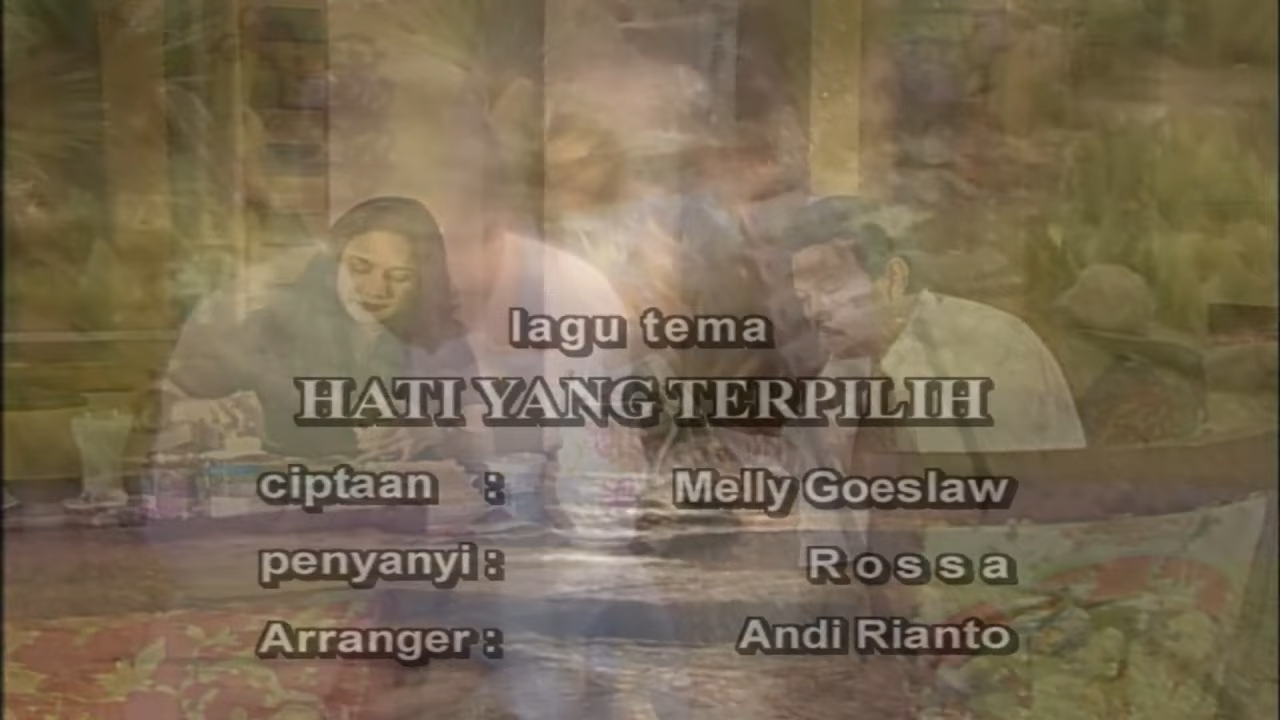 lagu tema
HATI YANG TERPILIH
ciptaan : Melly Goeslaw
penyanyi : Rossa
Arranger : Andi Rianto